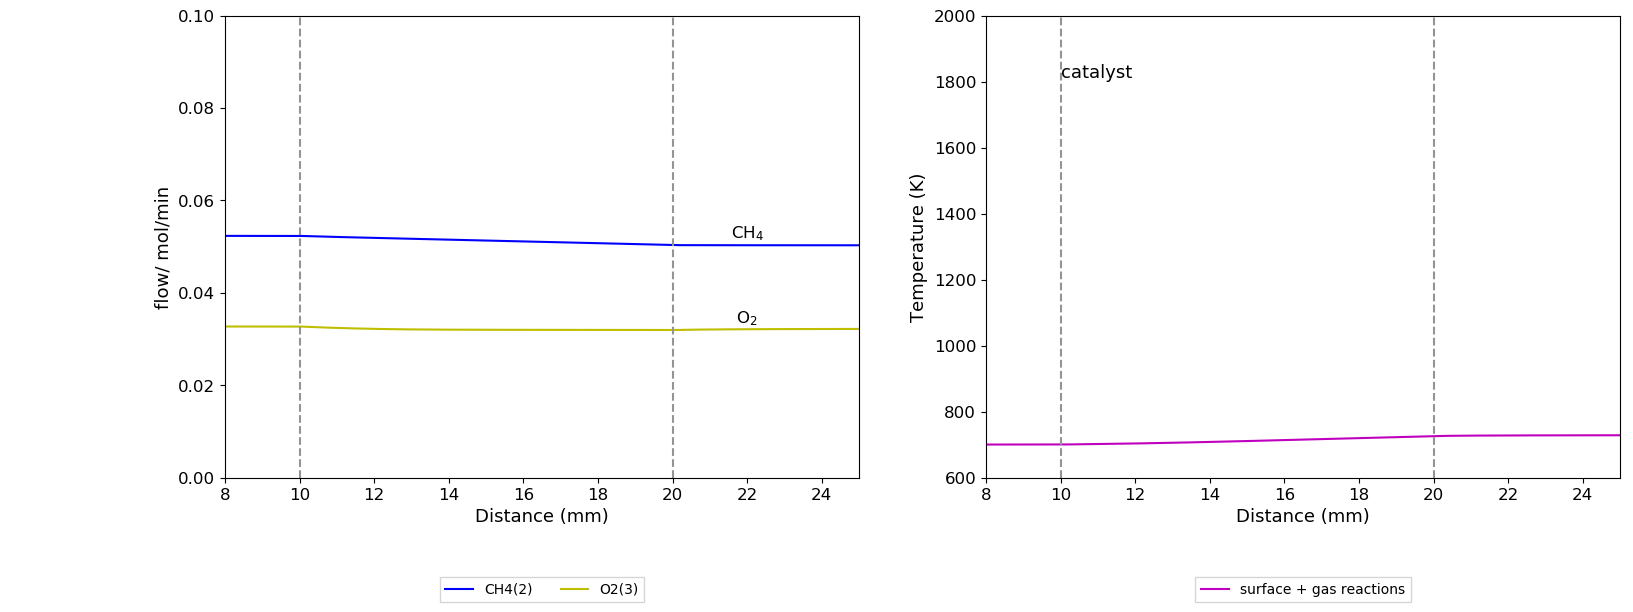 0.10
0.08
0.06
0.04
0.02
0.00
flow/ mol/min
CH4
O2
8 10 12 14 16 18 20 22 24
Distance (mm)
CH4(2) O2(3)
2000
1800
1600
1400
1200
1000
800
600
Temperature (K)
catalyst
8 10 12 14 16 18 20 22 24
Distance (mm)
surface + gas reactions